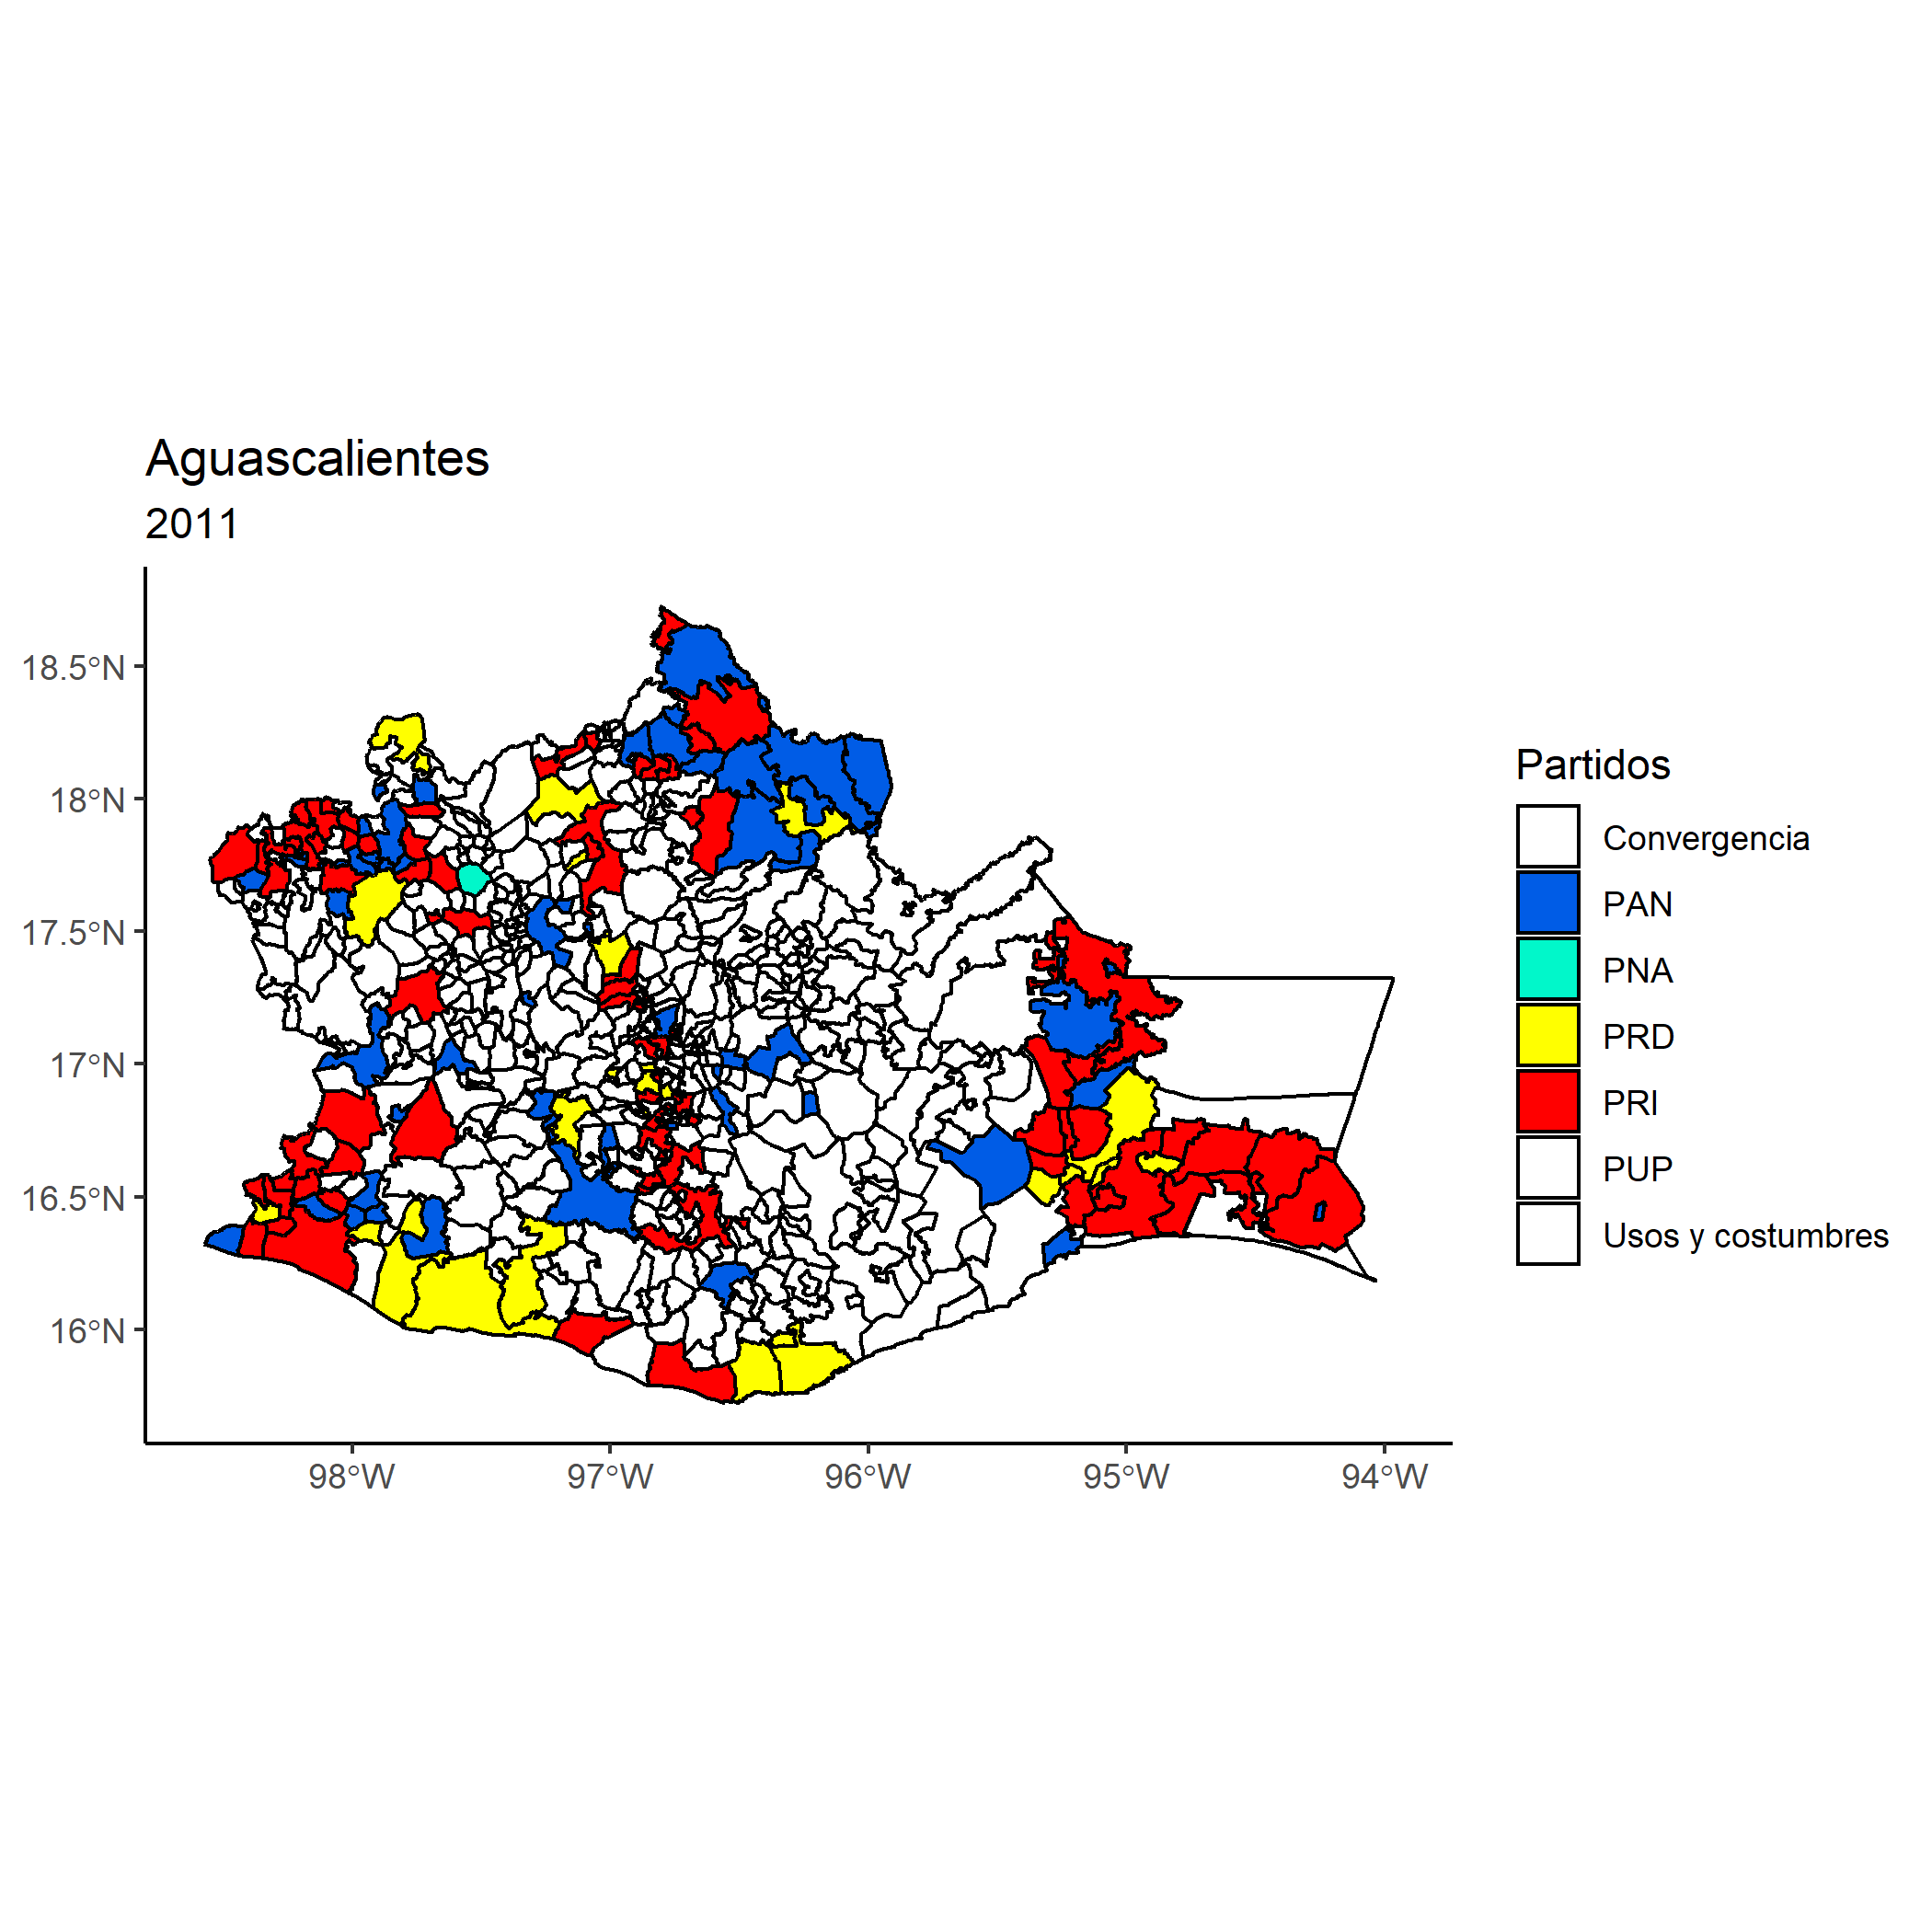 Aguascalientes
2011
18.5°N
18°N
17.5°N
17°N
16.5°N
16°N
98°W
97°W
96°W
95°W
94°W
Partidos
Convergencia
PAN
PNA
PRD
PRI
PUP
Usos y costumbres